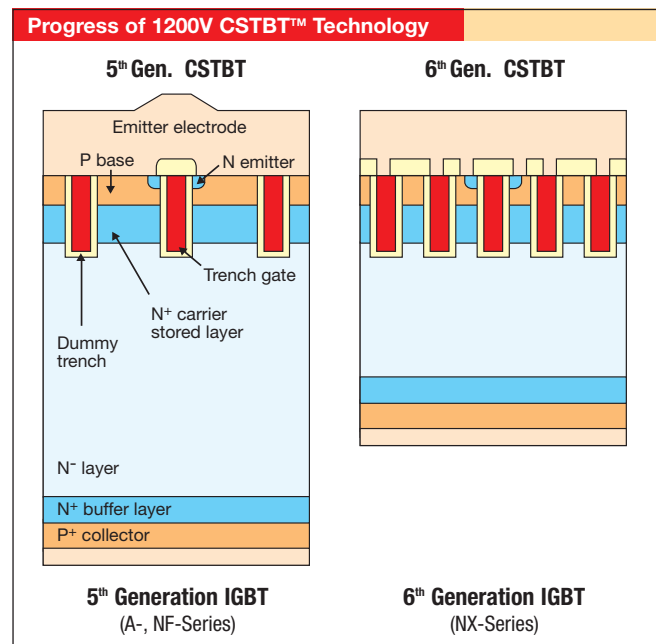 Progress of 1200V CSTBT™ Technology
5th Gen. CSTBT
6th Gen. CSTBT
Emitter electrode
P base
N emitter
Trench gate
N+ carrier
stored layer
Dummy
trench
N- layer
N+ buffer layer
P+ collector
5th Generation IGBT
(A-, NF-Series)
6th Generation IGBT
(NX-Series)